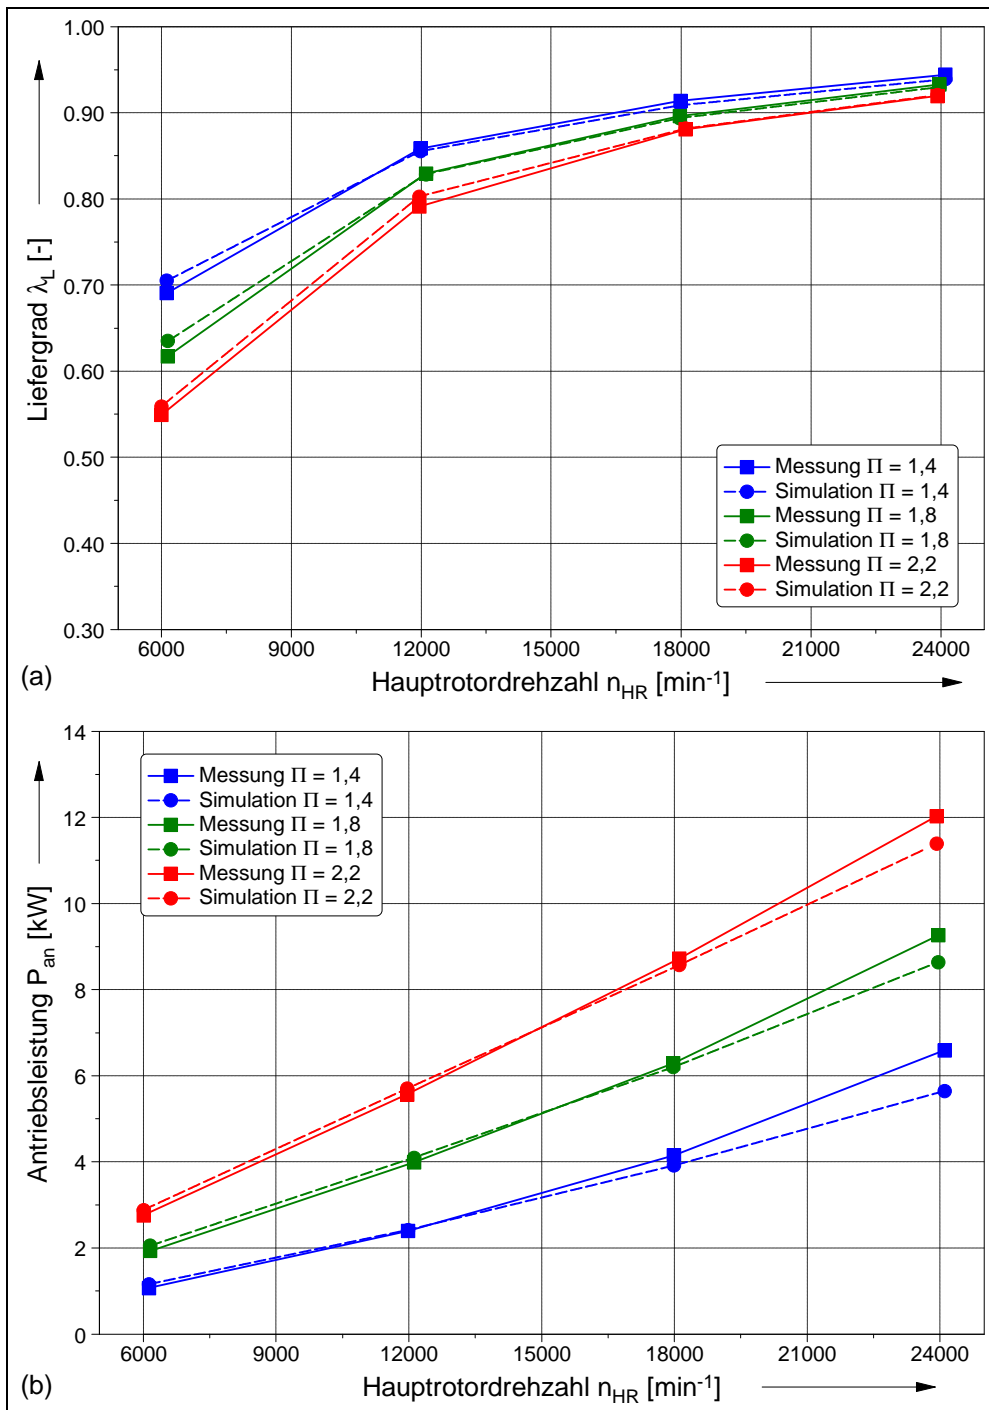 1.00
0.90
0.80
0.70
0.60
0.50
0.40
0.30
Liefergrad λL [-]
Messung Π = 1,4
Simulation Π = 1,4
Messung Π = 1,8
Simulation Π = 1,8
Messung Π = 2,2
Simulation Π = 2,2
6000 9000 12000 15000 18000 21000 24000
(a)
Hauptrotordrehzahl nHR [min-1]
14
12
10
8
6
4
2
0
Antriebsleistung Pan [kW]
Messung Π = 1,4
Simulation Π = 1,4
Messung Π = 1,8
Simulation Π = 1,8
Messung Π = 2,2
Simulation Π = 2,2
6000 9000 12000 15000 18000 21000 24000
(b)
Hauptrotordrehzahl nHR [min-1]